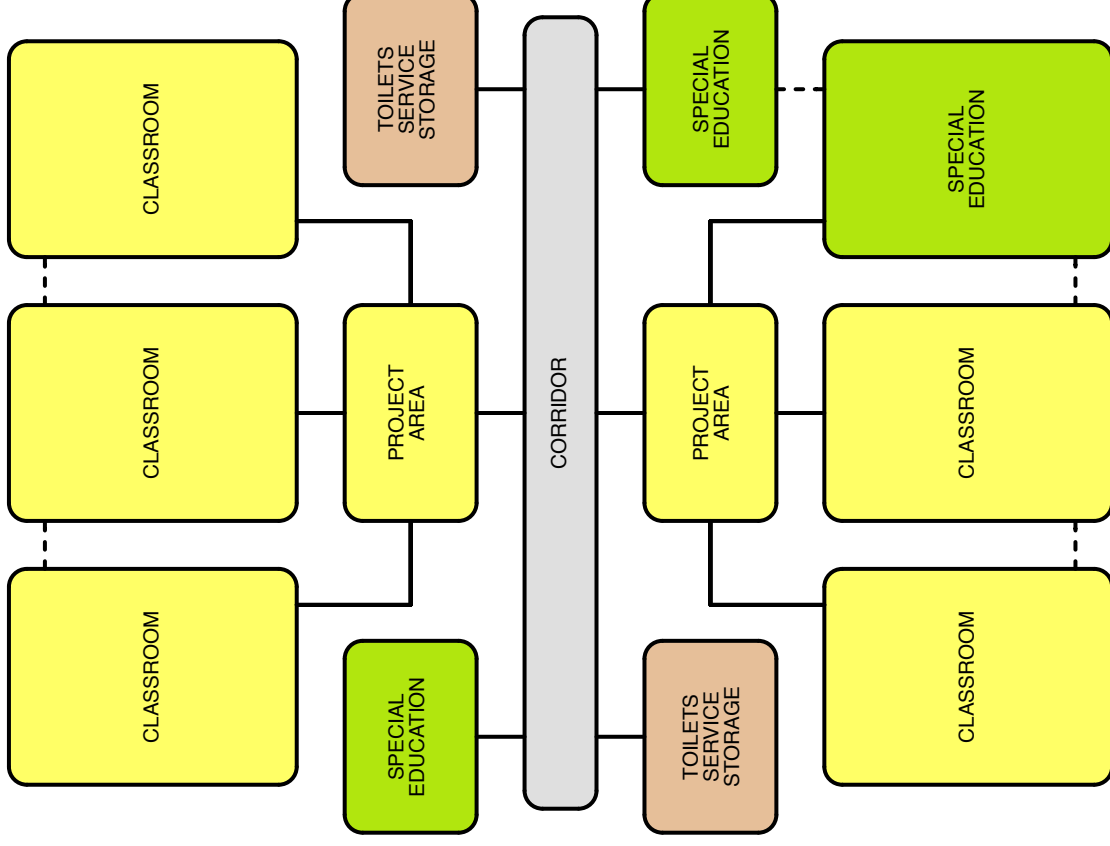 CLASSROOM
CLASSROOM
CLASSROOM
TOILETS
SERVICE
STORAGE
PROJECT
AREA
SPECIAL
EDUCATION
CORRIDOR
SPECIAL
EDUCATION
PROJECT
AREA
TOILETS
SERVICE
STORAGE
SPECIAL
EDUCATION
CLASSROOM
CLASSROOM